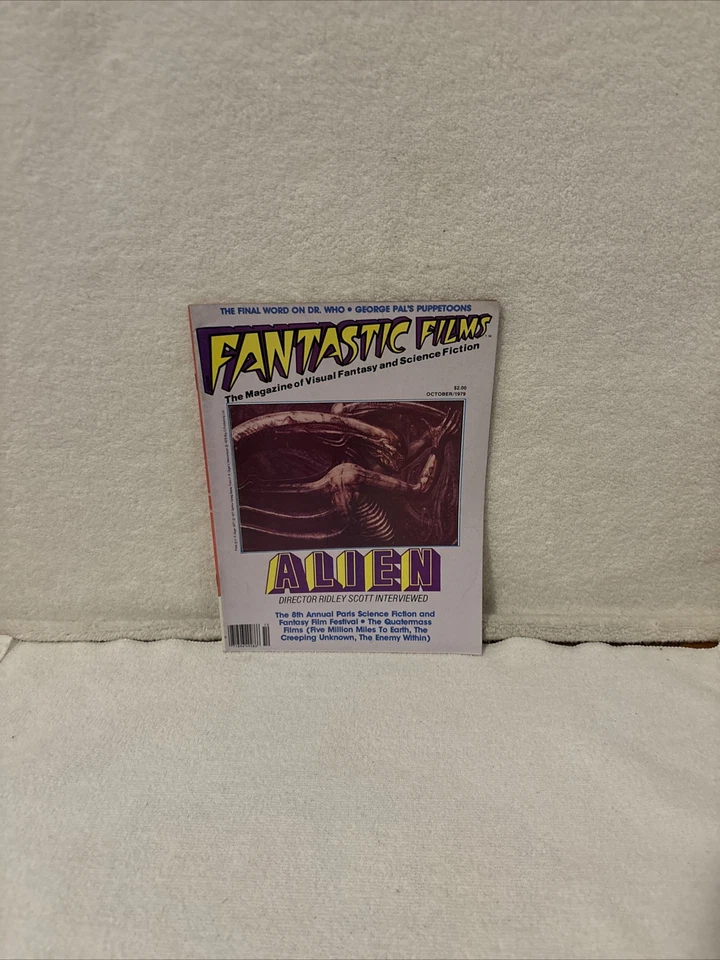 THE FINAL WORD ON DR. WHO • GEORGE PAL'S PUPPETOONS
FANTASTIC FILMS
The Magazine of Visual Fantasy and Science Fiction
$2.00
OCTOBER/1979
ALIEN
DIRECTOR RIDLEY SCOTT INTERVIEWED
The 8th Annual Paris Science Fiction and
Fantasy Film Festival • The Quatermass
Films (Five Million Miles To Earth, The
Creeping Unknown, The Enemy Within)